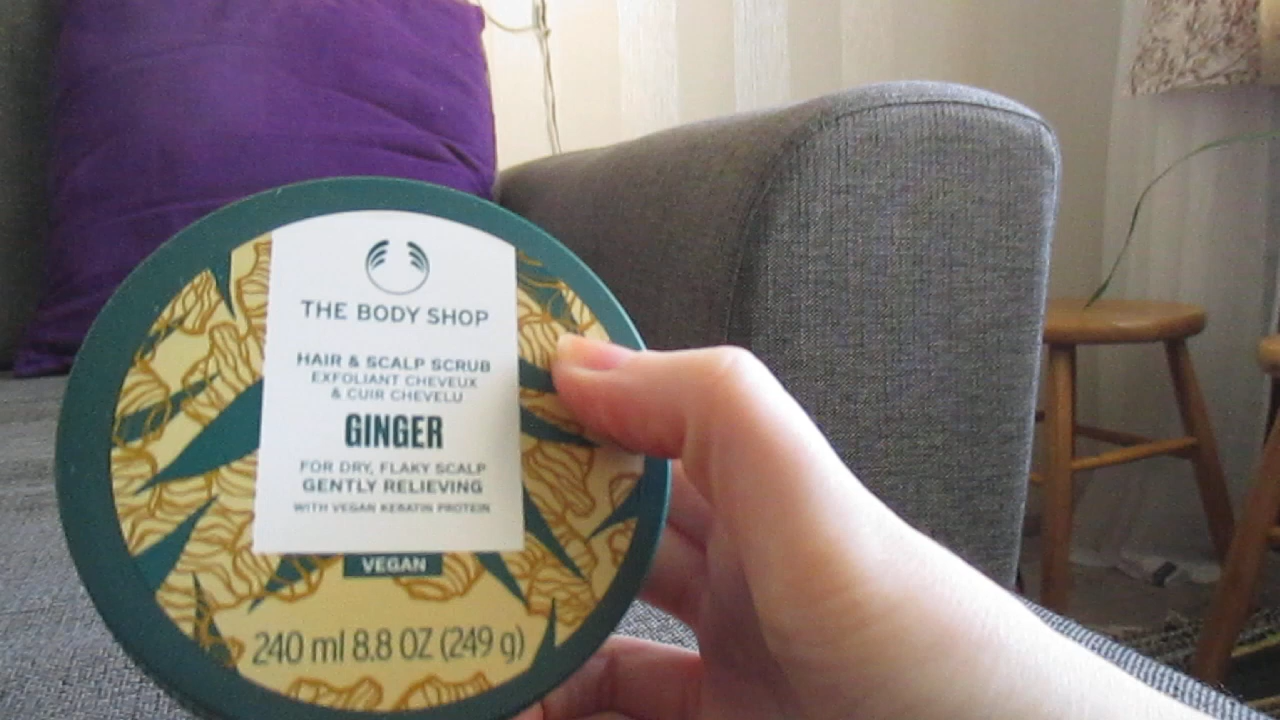 THE BODY SHOP
HAIR & SCALP SCRUB
EXFOLIANT CHEVEUX
& CUIR CHEVELU
GINGER
FOR DRY, FLAKY SCALP
GENTLY RELIEVING
WITH VEGAN KERATIN PROTEIN
VEGAN
240 ml 8.8 OZ (249 g)